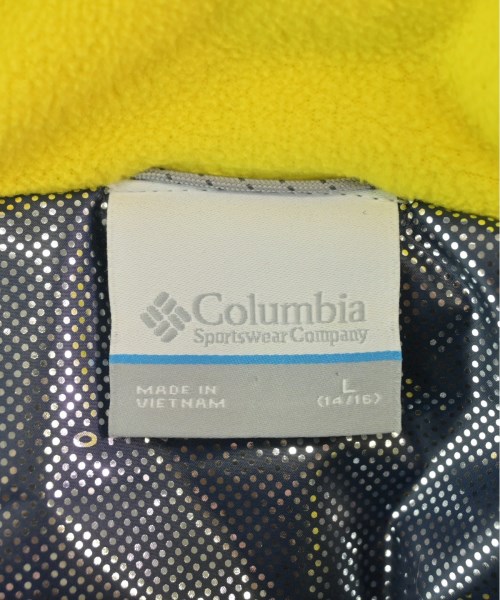 Columbia
Sportswear Company
MADE IN
VIETNAM
L
(14/16)